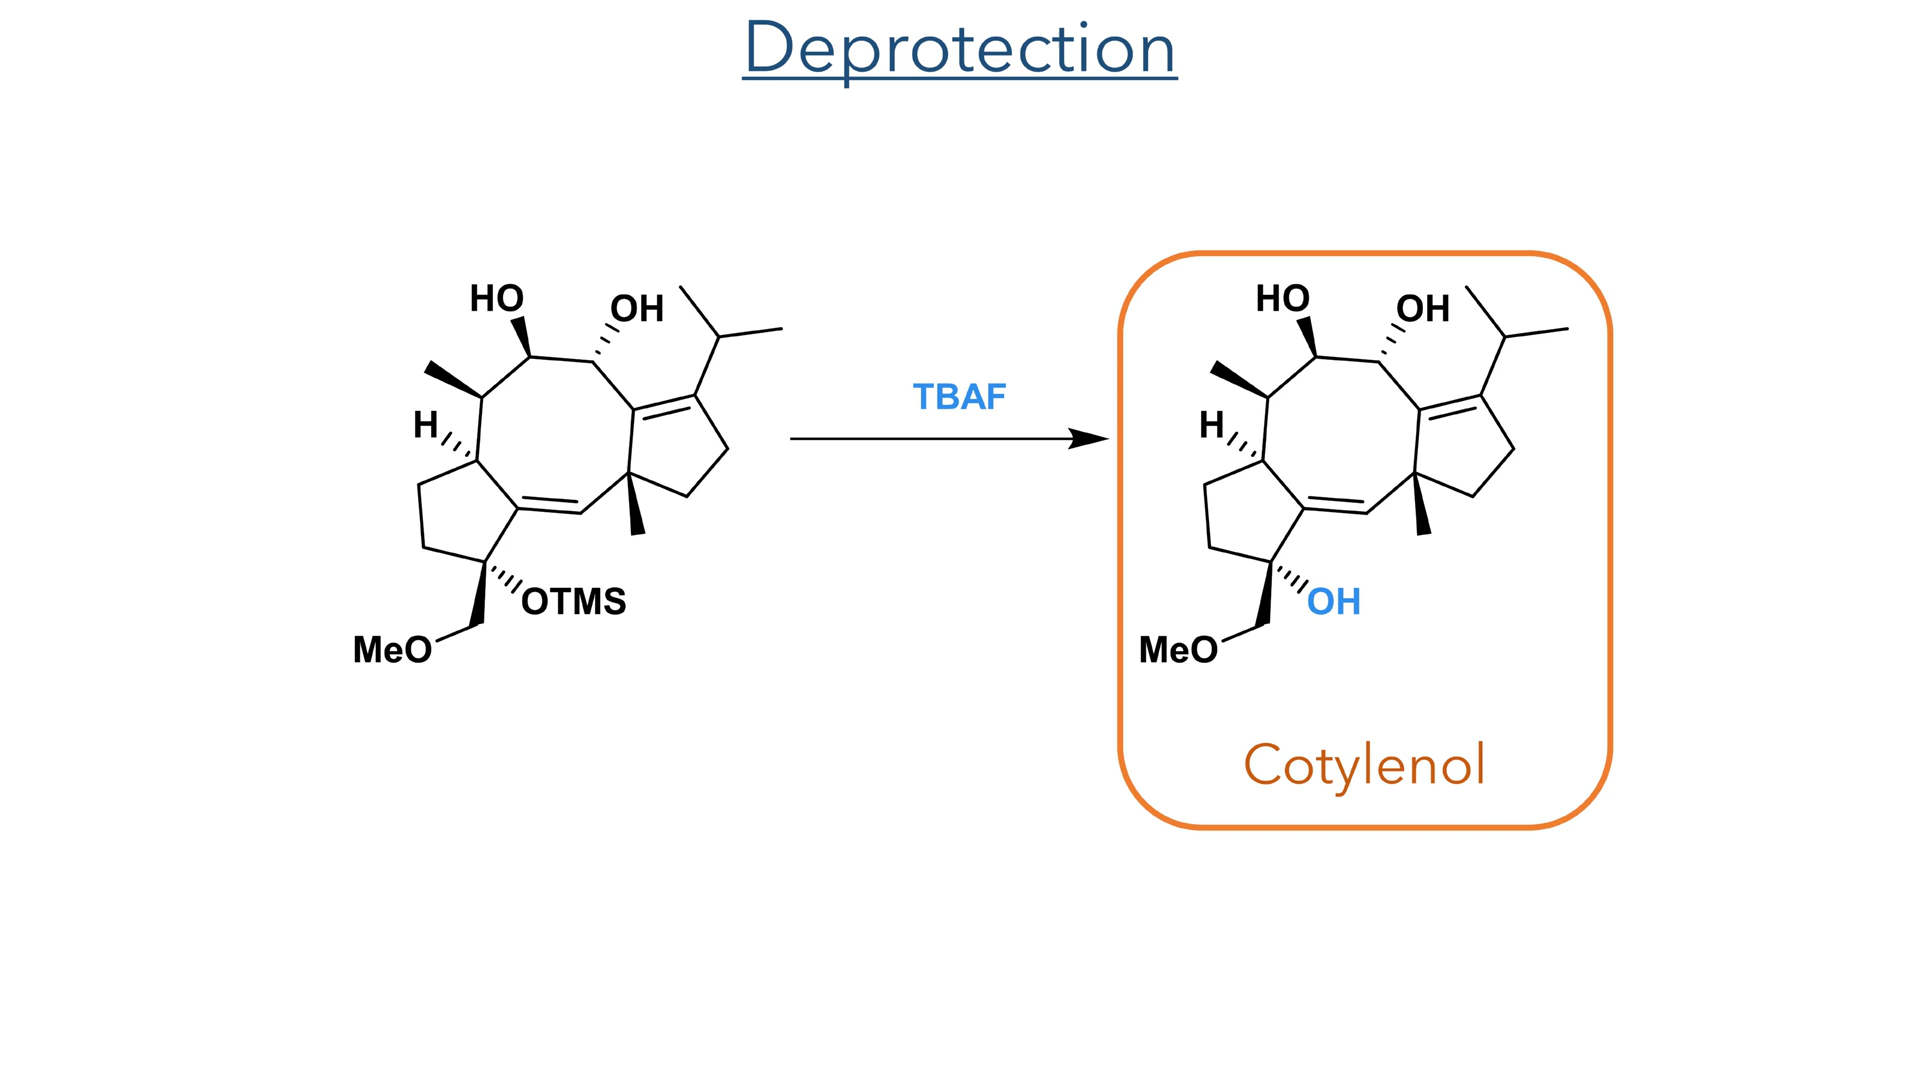 Deprotection
HO
OH
H
OTMS
MeO
TBAF
HO
OH
H
OH
MeO
Cotylenol